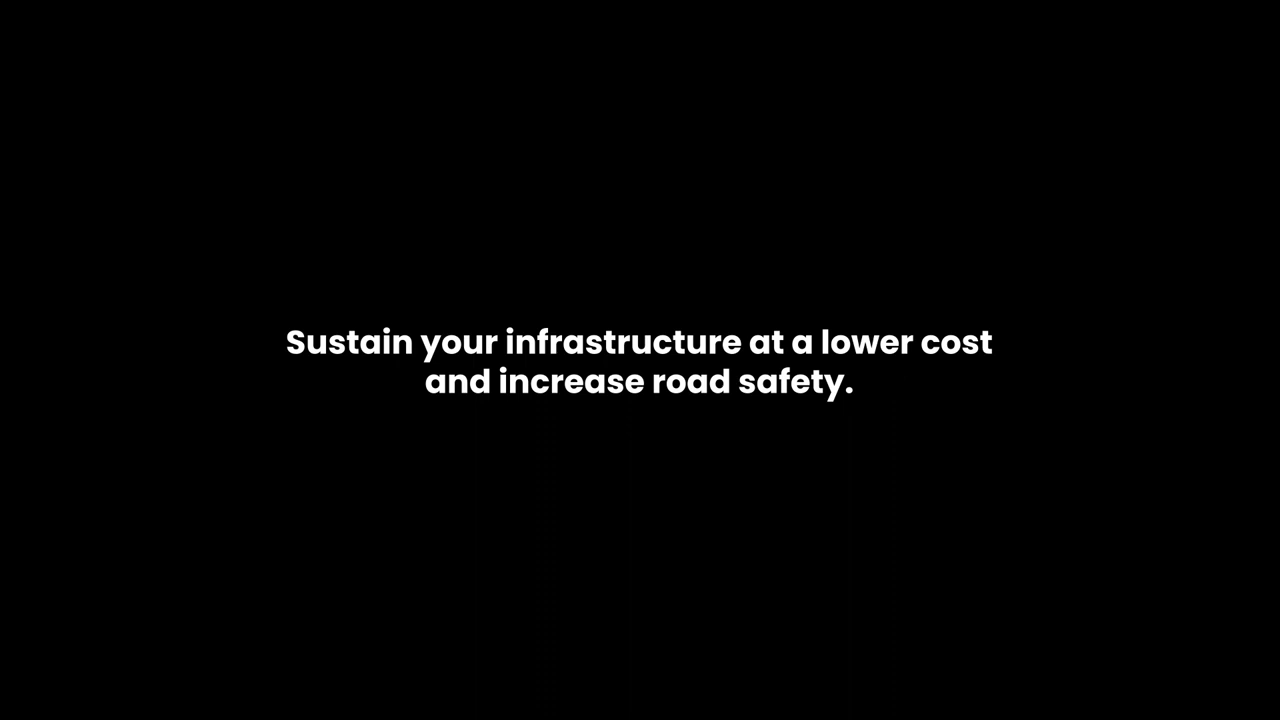 Sustain your infrastructure at a lower cost
and increase road safety.